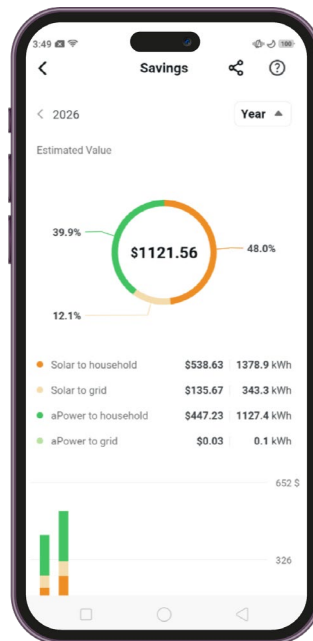 3:49
100
Savings
2026
Year
Estimated Value
39.9%
$1121.56
48.0%
12.1%
Solar to household $538.63 1378.9 kWh
Solar to grid $135.67 343.3 kWh
aPower to household $447.23 1127.4 kWh
aPower to grid $0.03 0.1 kWh
652 $
326